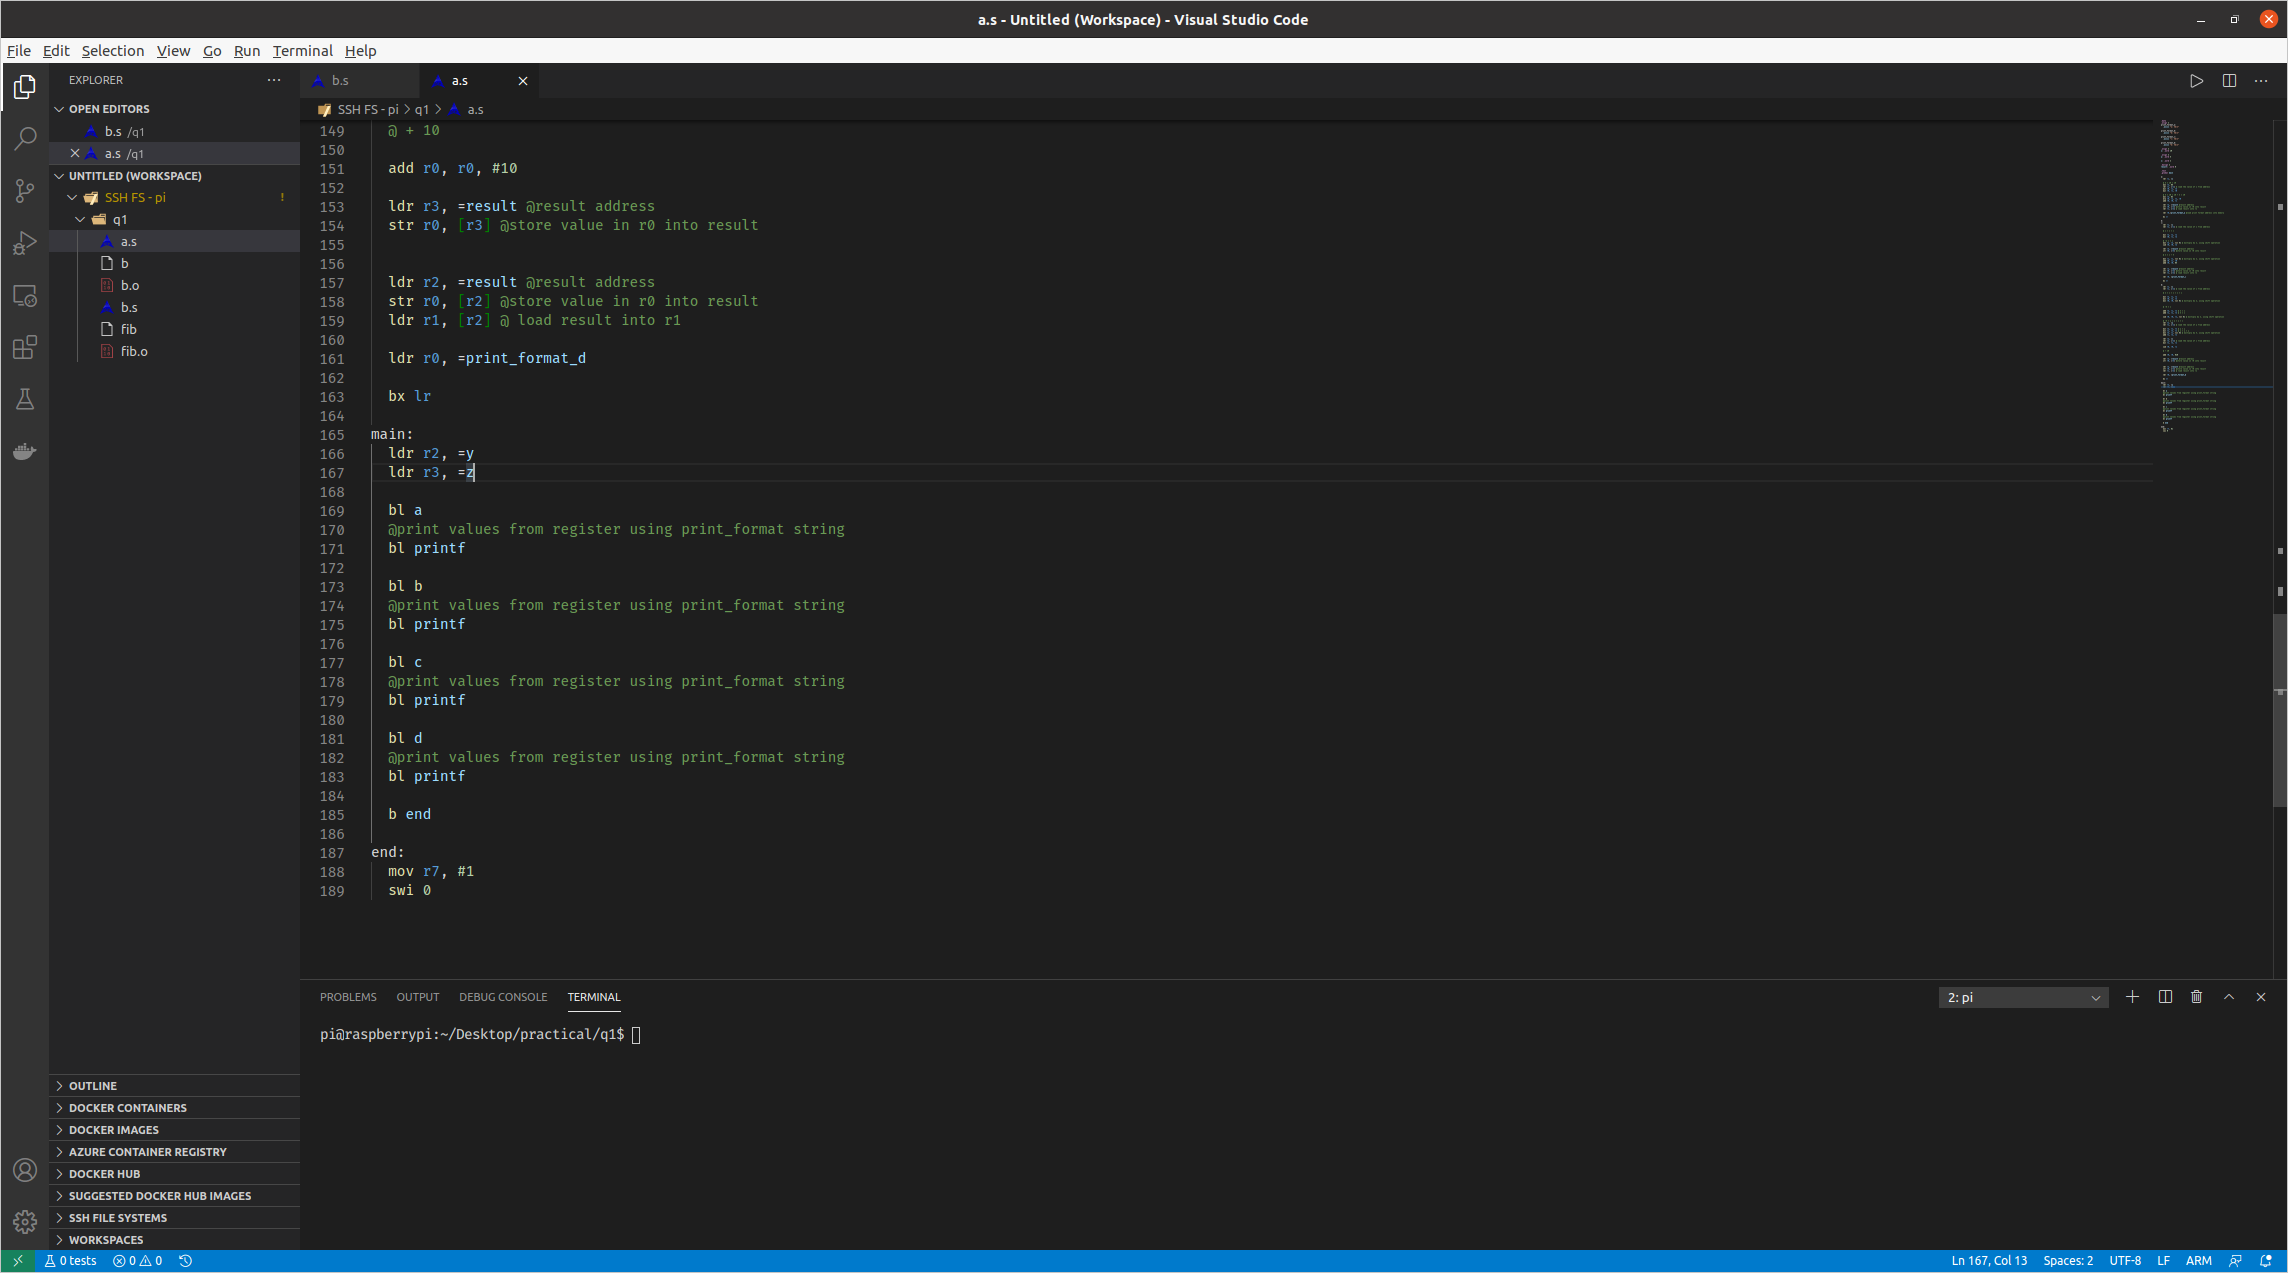 a.s - Untitled (Workspace) - Visual Studio Code
File Edit Selection View Go Run Terminal Help
EXPLORER
OPEN EDITORS
b.s /q1
a.s /q1
UNTITLED (WORKSPACE)
SSH FS - pi !
q1
a.s
b
b.o
b.s
fib
fib.o
OUTLINE
DOCKER CONTAINERS
DOCKER IMAGES
AZURE CONTAINER REGISTRY
DOCKER HUB
SUGGESTED DOCKER HUB IMAGES
SSH FILE SYSTEMS
WORKSPACES
b.s a.s
SSH FS - pi > q1 > a.s
149 @ + 10
150
151 add r0, r0, #10
152
153 ldr r3, =result @result address
154 str r0, [r3] @store value in r0 into result
155
156
157 ldr r2, =result @result address
158 str r0, [r2] @store value in r0 into result
159 ldr r1, [r2] @ load result into r1
160
161 ldr r0, =print_format_d
162
163 bx lr
164
165 main:
166 ldr r2, =y
167 ldr r3, =z
168
169 bl a
170 @print values from register using print_format string
171 bl printf
172
173 bl b
174 @print values from register using print_format string
175 bl printf
176
177 bl c
178 @print values from register using print_format string
179 bl printf
180
181 bl d
182 @print values from register using print_format string
183 bl printf
184
185 b end
186
187 end:
188 mov r7, #1
189 swi 0
PROBLEMS OUTPUT DEBUG CONSOLE TERMINAL
2: pi
pi@raspberrypi:~/Desktop/practical/q1$
0 tests 0 0
Ln 167, Col 13 Spaces: 2 UTF-8 LF ARM